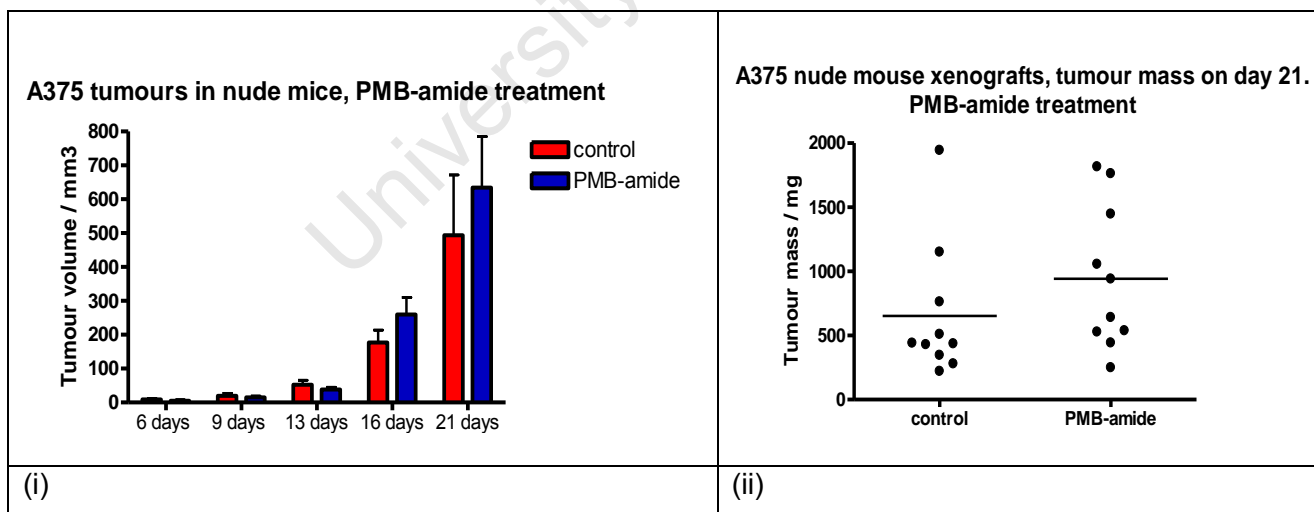 University
A375 tumours in nude mice, PMB-amide treatment
800
700
600
500
400
300
200
100
0
Tumour volume / mm3
6 days 9 days 13 days 16 days 21 days
control
PMB-amide
(i)
A375 nude mouse xenografts, tumour mass on day 21.
PMB-amide treatment
2000
1500
1000
500
0
Tumour mass / mg
control PMB-amide
(ii)